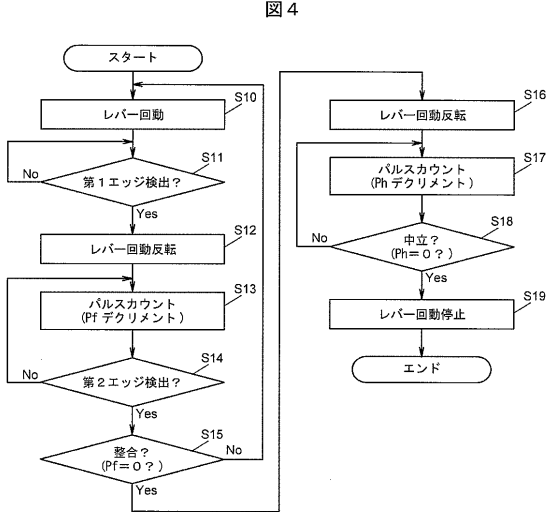 図4
スタート
S10
レバー回動
S11
第1エッジ検出？
No
Yes
S12
レバー回動反転
S13
パルスカウント
(Pfデクリメント)
S14
第2エッジ検出？
No
Yes
S15
整合？
(Pf=0？)
No
Yes
S16
レバー回動反転
S17
パルスカウント
(Phデクリメント)
S18
中立？
(Ph=0？)
No
Yes
S19
レバー回動停止
エンド